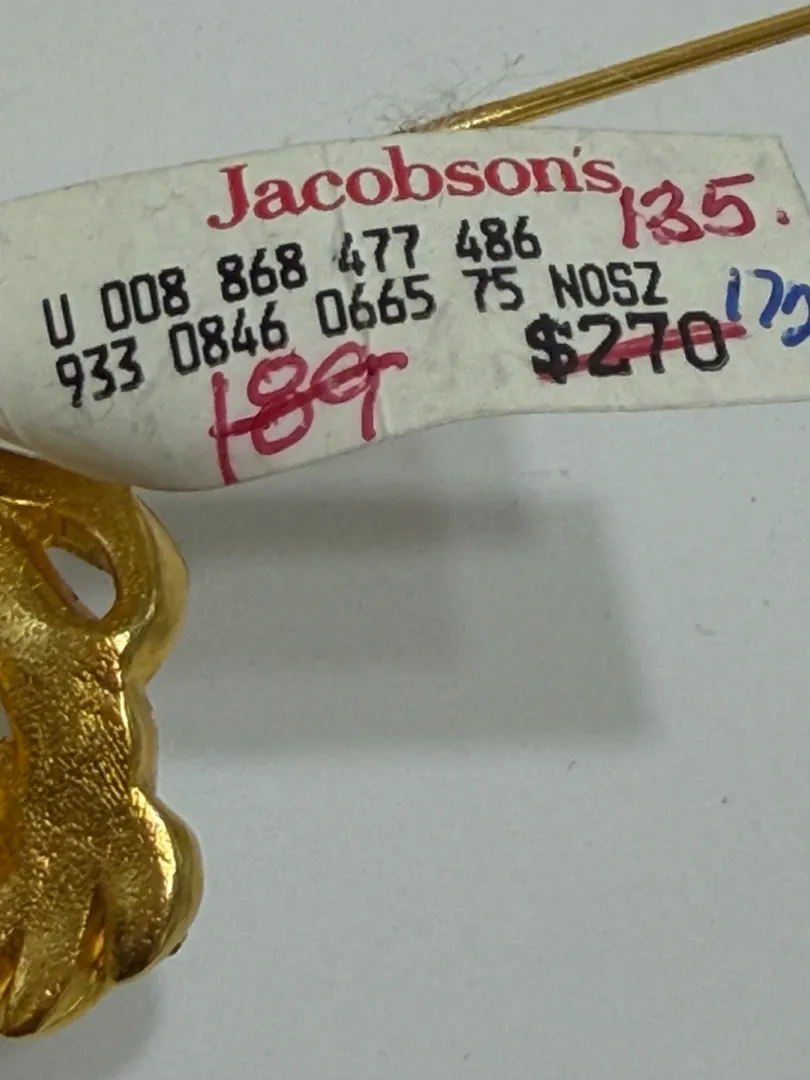 Jacobson's
135.
U 008 868 477 486
933 0846 0665 75 NOSZ
189
$270